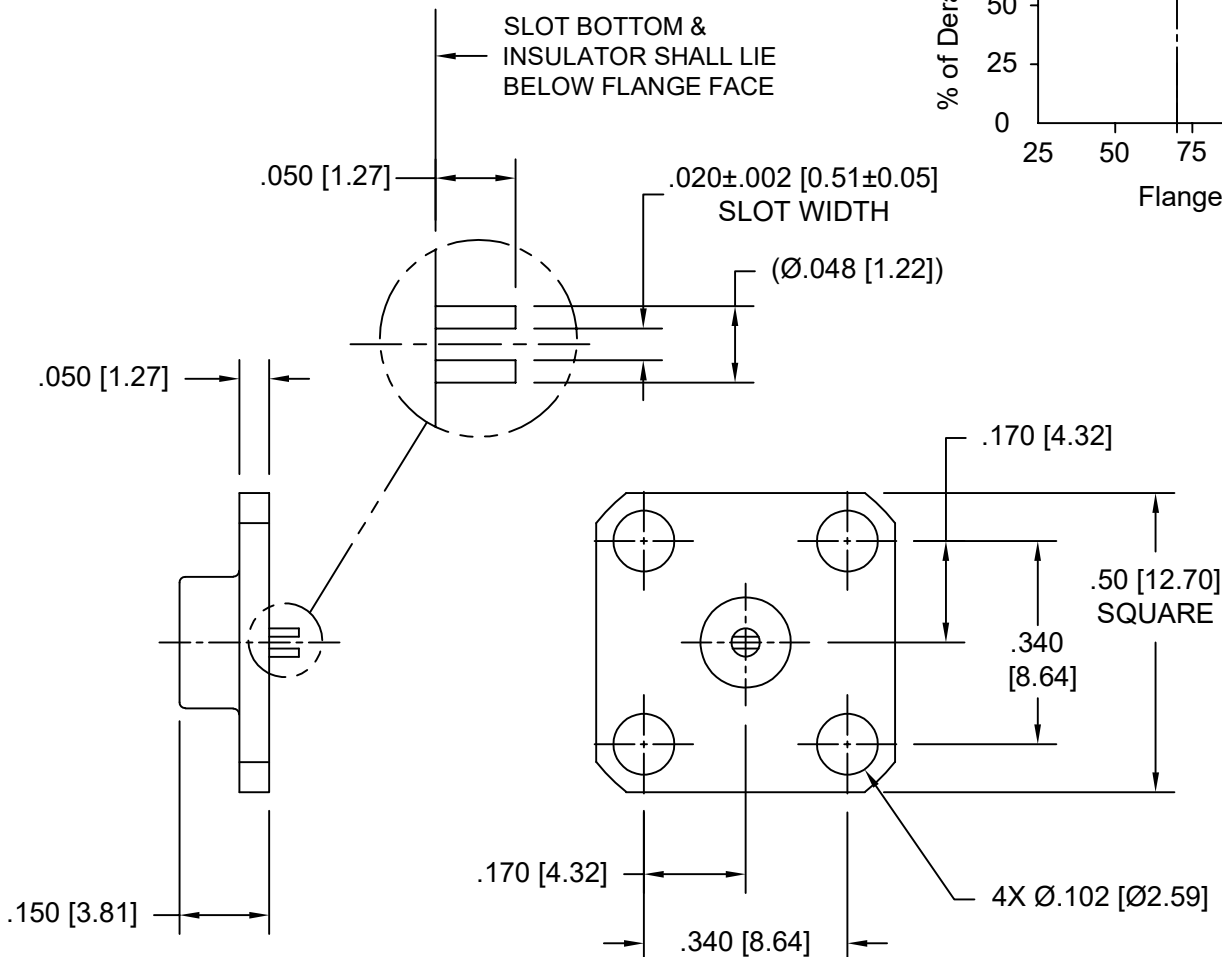 SLOT BOTTOM &
INSULATOR SHALL LIE
BELOW FLANGE FACE
50
25
0
25 50 75
Flange
.050 [1.27]
.020±.002 [0.51±0.05]
SLOT WIDTH
(Ø.048 [1.22])
.050 [1.27]
.170 [4.32]
.50 [12.70]
SQUARE
.340
[8.64]
.170 [4.32]
4X Ø.102 [Ø2.59]
.150 [3.81]
.340 [8.64]
% of Dera